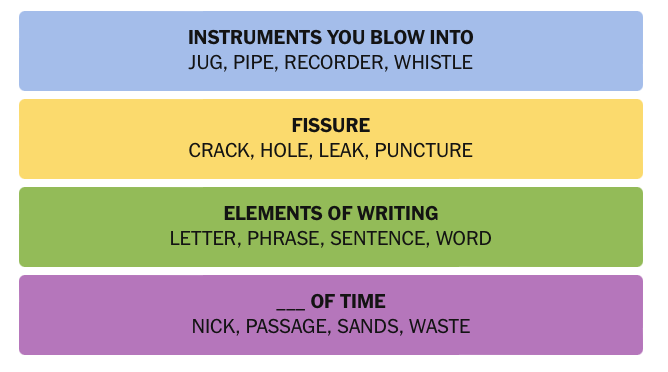 INSTRUMENTS YOU BLOW INTO
JUG, PIPE, RECORDER, WHISTLE
FISSURE
CRACK, HOLE, LEAK, PUNCTURE
ELEMENTS OF WRITING
LETTER, PHRASE, SENTENCE, WORD
___ OF TIME
NICK, PASSAGE, SANDS, WASTE